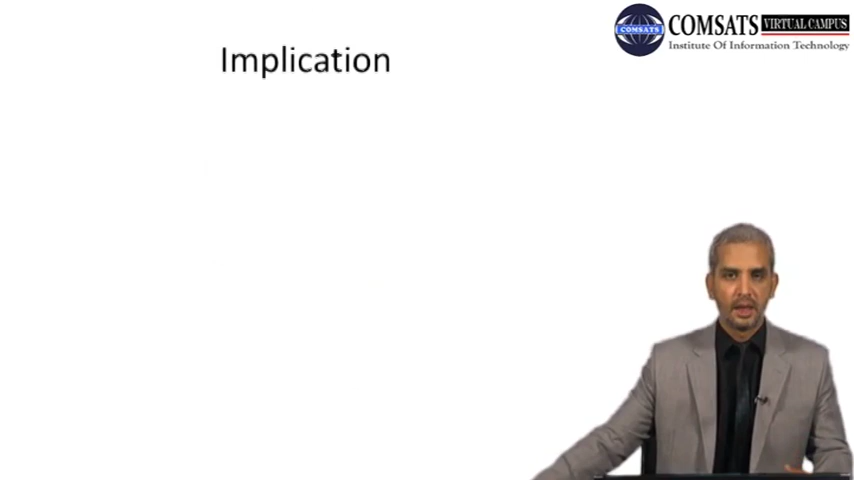 Implication
COMSATS
COMSATS VIRTUAL CAMPUS
Institute Of Information Technology